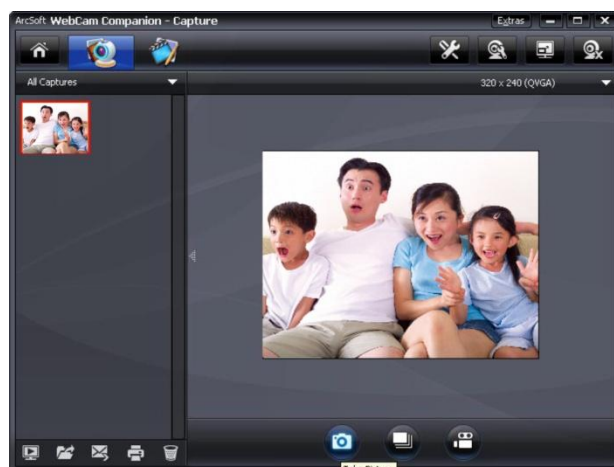 ArcSoft WebCam Companion - Capture
Extras
All Captures
320 x 240 (QVGA)